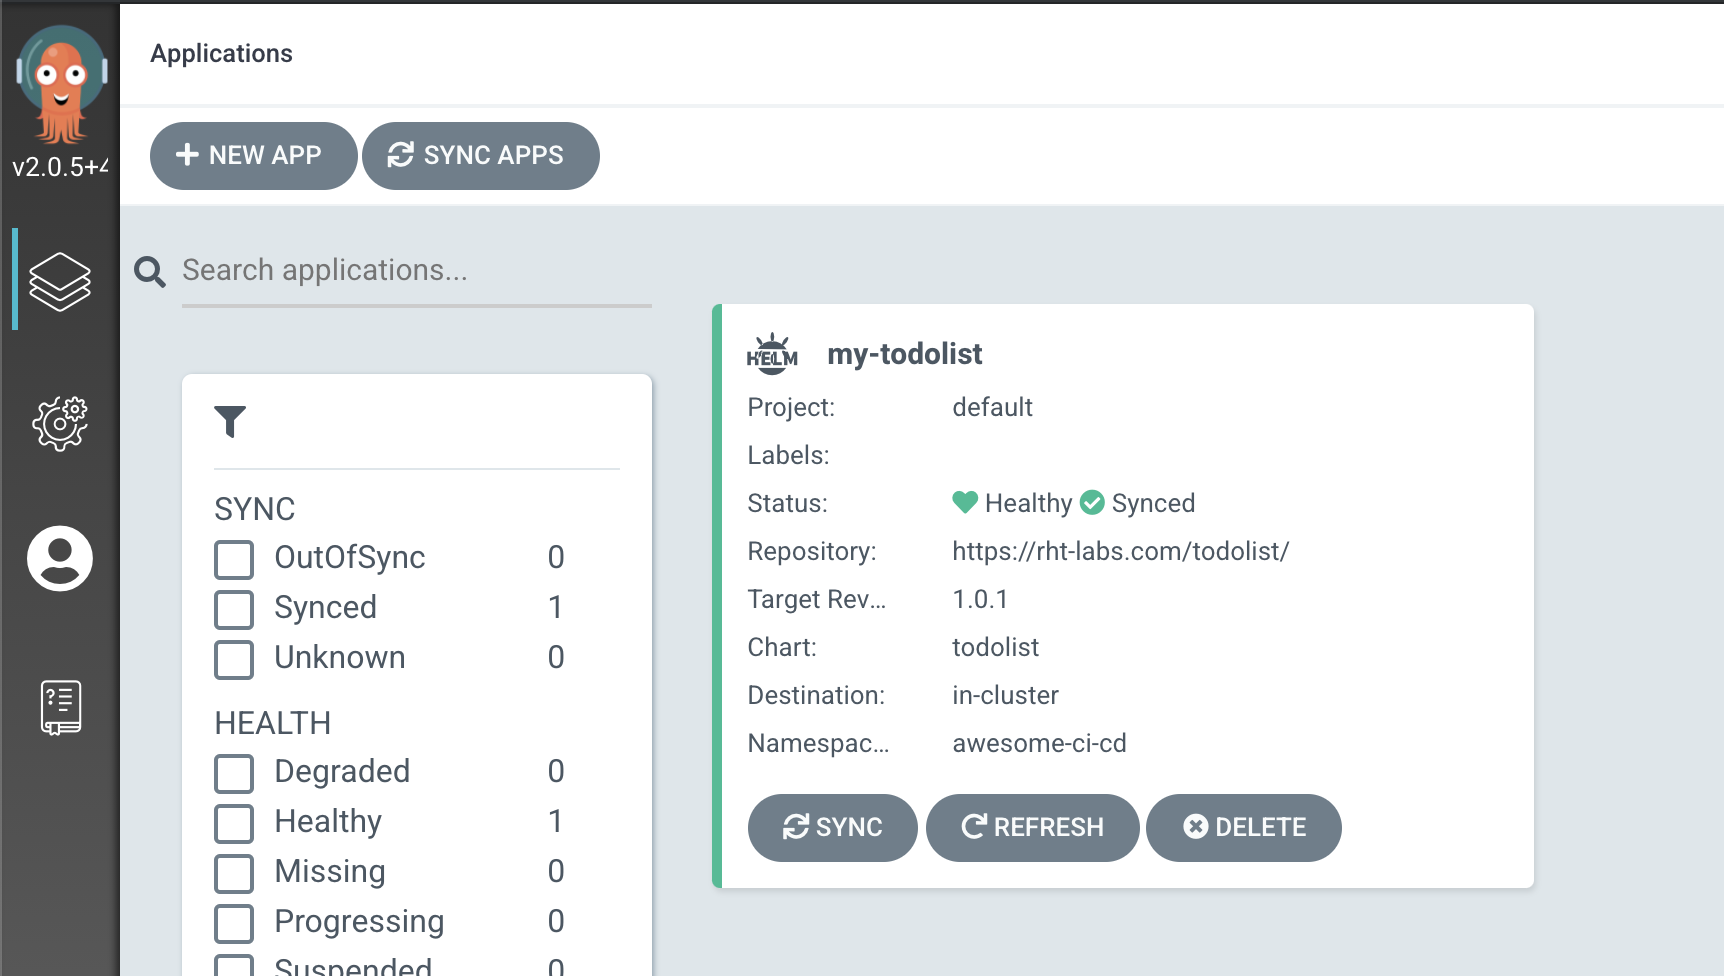 Applications
v2.0.5+4
NEW APP
SYNC APPS
Search applications...
SYNC
OutOfSync 0
Synced 1
Unknown 0
HEALTH
Degraded 0
Healthy 1
Missing 0
Progressing 0
Suspended 0
HELM
my-todolist
Project: default
Labels:
Status: Healthy Synced
Repository: https://rht-labs.com/todolist/
Target Rev... 1.0.1
Chart: todolist
Destination: in-cluster
Namespac... awesome-ci-cd
SYNC
REFRESH
DELETE